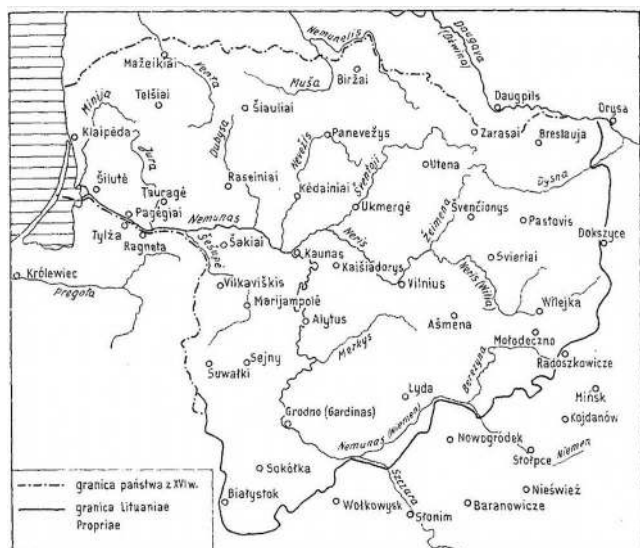 Nemunelis
Daugava
(Dźwina)
Mažeikiai
Venta
Muša
Biržai
Telšiai
Šiauliai
Daugpils
Drusa
Minija
Klaipėda
Dubysa
Nevėžis
Panevežys
Zarasai
Breslauja
Jura
Šventoji
Utena
Dysna
Šilutė
Tauragė
Raseiniai
Kėdainiai
Ukmergė
Żeimena
Švenčionys
Pastovis
Pagėgiai
Nemunas
Tylża
Ragneta
Šešupė
Šakiai
Kaunas
Neris
Dokszyce
Svieriai
Królewiec
Kaišiadorys
Vilnius
Neris (Wilia)
Pregoła
Vilkaviškis
Marijampolė
Alytus
Ašmena
Wilejka
Mołodeczno
Merkys
Radoszkowicze
Suwałki
Sejny
Berezyna
Lyda
Mińsk
Grodno (Gardinas)
Kojdanów
Nemunas (Niemen)
Nowogródek
Stołpce
Niemen
Sokółka
Szczara
Nieśwież
Białystok
Wołkowysk
Słonim
Baranowicze
granica państwa z XVI w.
granica Lituaniae
Propriae